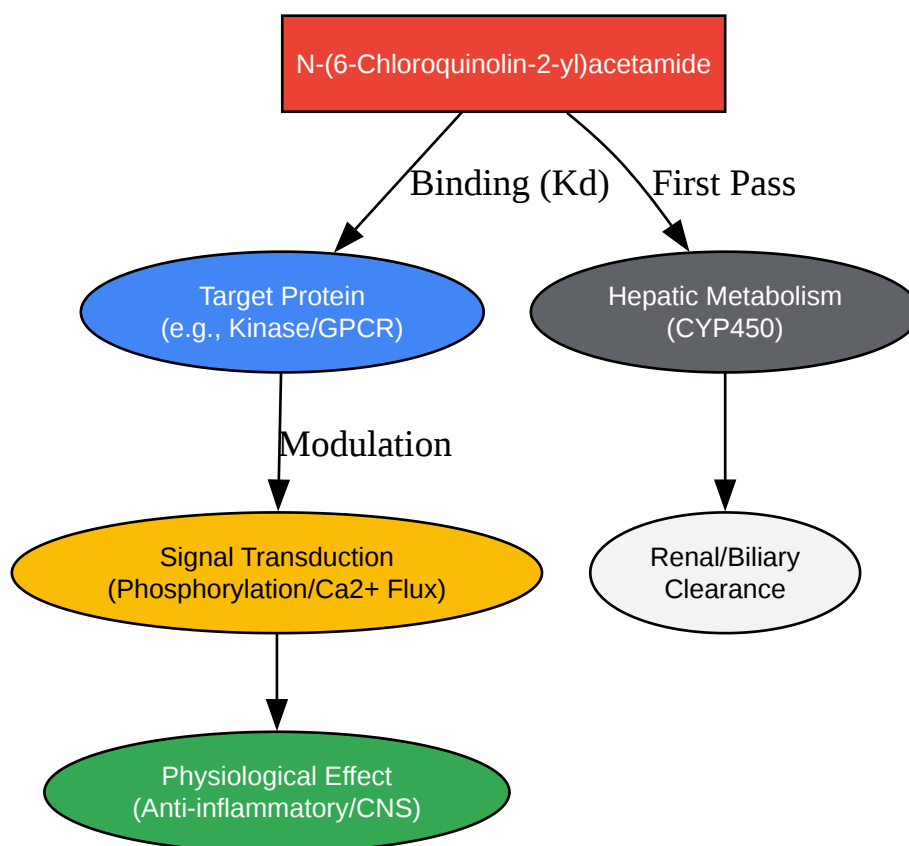 N-(6-Chloroquinolin-2-yl)acetamide
Binding (Kd)
First Pass
Target Protein
(e.g., Kinase/GPCR)
Hepatic Metabolism
(CYP450)
Modulation
Signal Transduction
(Phosphorylation/Ca2+ Flux)
Renal/Biliary
Clearance
Physiological Effect
(Anti-inflammatory/CNS)